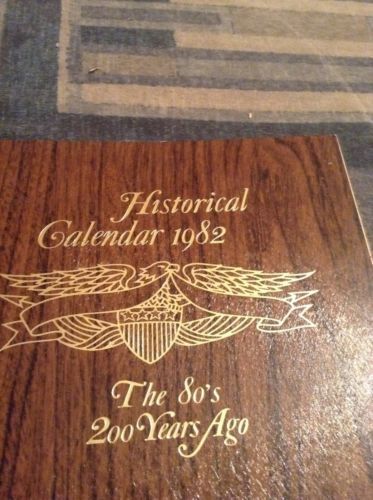 Historical
Calendar 1982
The 80's
200 Years Ago